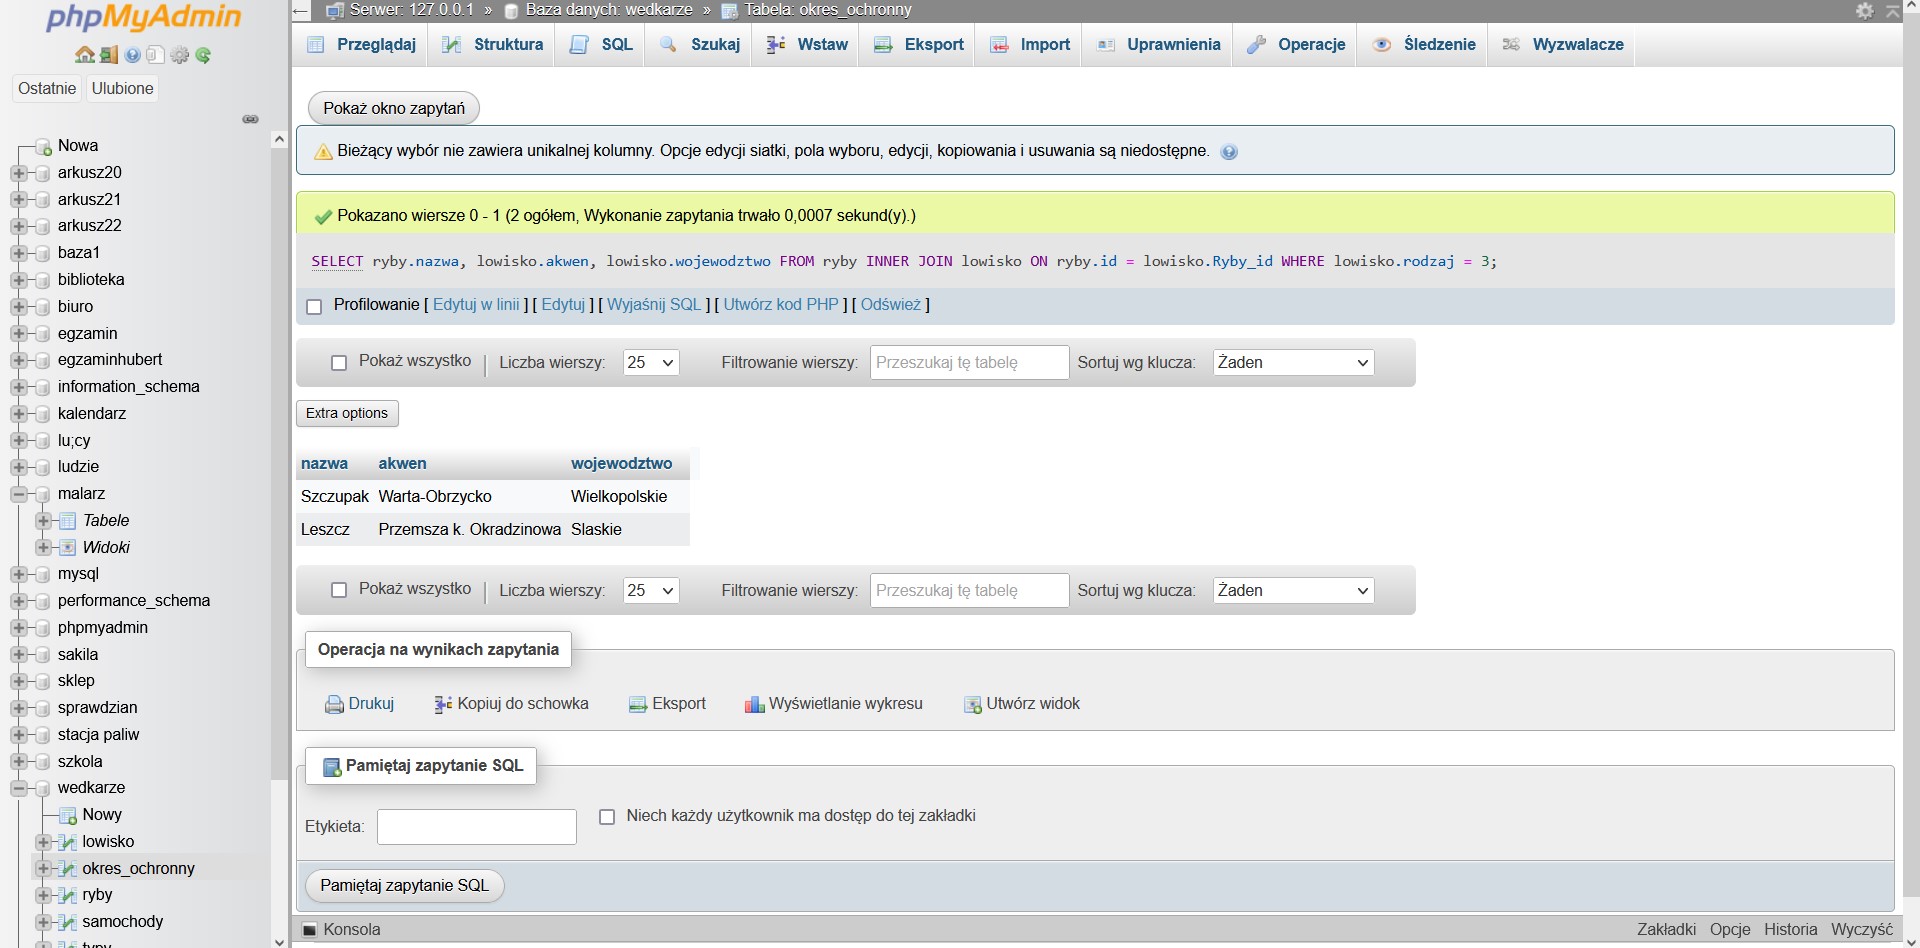 phpMyAdmin
Ostatnie Ulubione
Nowa
arkusz20
arkusz21
arkusz22
baza1
biblioteka
biuro
egzamin
egzaminhubert
information_schema
kalendarz
lu;cy
ludzie
malarz
Tabele
Widoki
mysql
performance_schema
phpmyadmin
sakila
sklep
sprawdzian
stacja paliw
szkola
wedkarze
Nowy
lowisko
okres_ochronny
ryby
samochody
typy
Serwer: 127.0.0.1 » Baza danych: wedkarze » Tabela: okres_ochronny
Przeglądaj Struktura SQL Szukaj Wstaw Eksport Import Uprawnienia Operacje Śledzenie Wyzwalacze
Pokaż okno zapytań
Bieżący wybór nie zawiera unikalnej kolumny. Opcje edycji siatki, pola wyboru, edycji, kopiowania i usuwania są niedostępne.
Pokazano wiersze 0 - 1 (2 ogółem, Wykonanie zapytania trwało 0,0007 sekund(y).)
SELECT ryby.nazwa, lowisko.akwen, lowisko.wojewodztwo FROM ryby INNER JOIN lowisko ON ryby.id = lowisko.Ryby_id WHERE lowisko.rodzaj = 3;
Profilowanie [ Edytuj w linii ] [ Edytuj ] [ Wyjaśnij SQL ] [ Utwórz kod PHP ] [ Odśwież ]
Pokaż wszystko | Liczba wierszy: 25 Filtrowanie wierszy: Przeszukaj tę tabelę Sortuj wg klucza: Żaden
Extra options
nazwa akwen wojewodztwo
Szczupak Warta-Obrzycko Wielkopolskie
Leszcz Przemsza k. Okradzinowa Slaskie
Pokaż wszystko | Liczba wierszy: 25 Filtrowanie wierszy: Przeszukaj tę tabelę Sortuj wg klucza: Żaden
Operacja na wynikach zapytania
Drukuj Kopiuj do schowka Eksport Wyświetlanie wykresu Utwórz widok
Pamiętaj zapytanie SQL
Etykieta: Niech każdy użytkownik ma dostęp do tej zakładki
Pamiętaj zapytanie SQL
Konsola Zakładki Opcje Historia Wyczyść